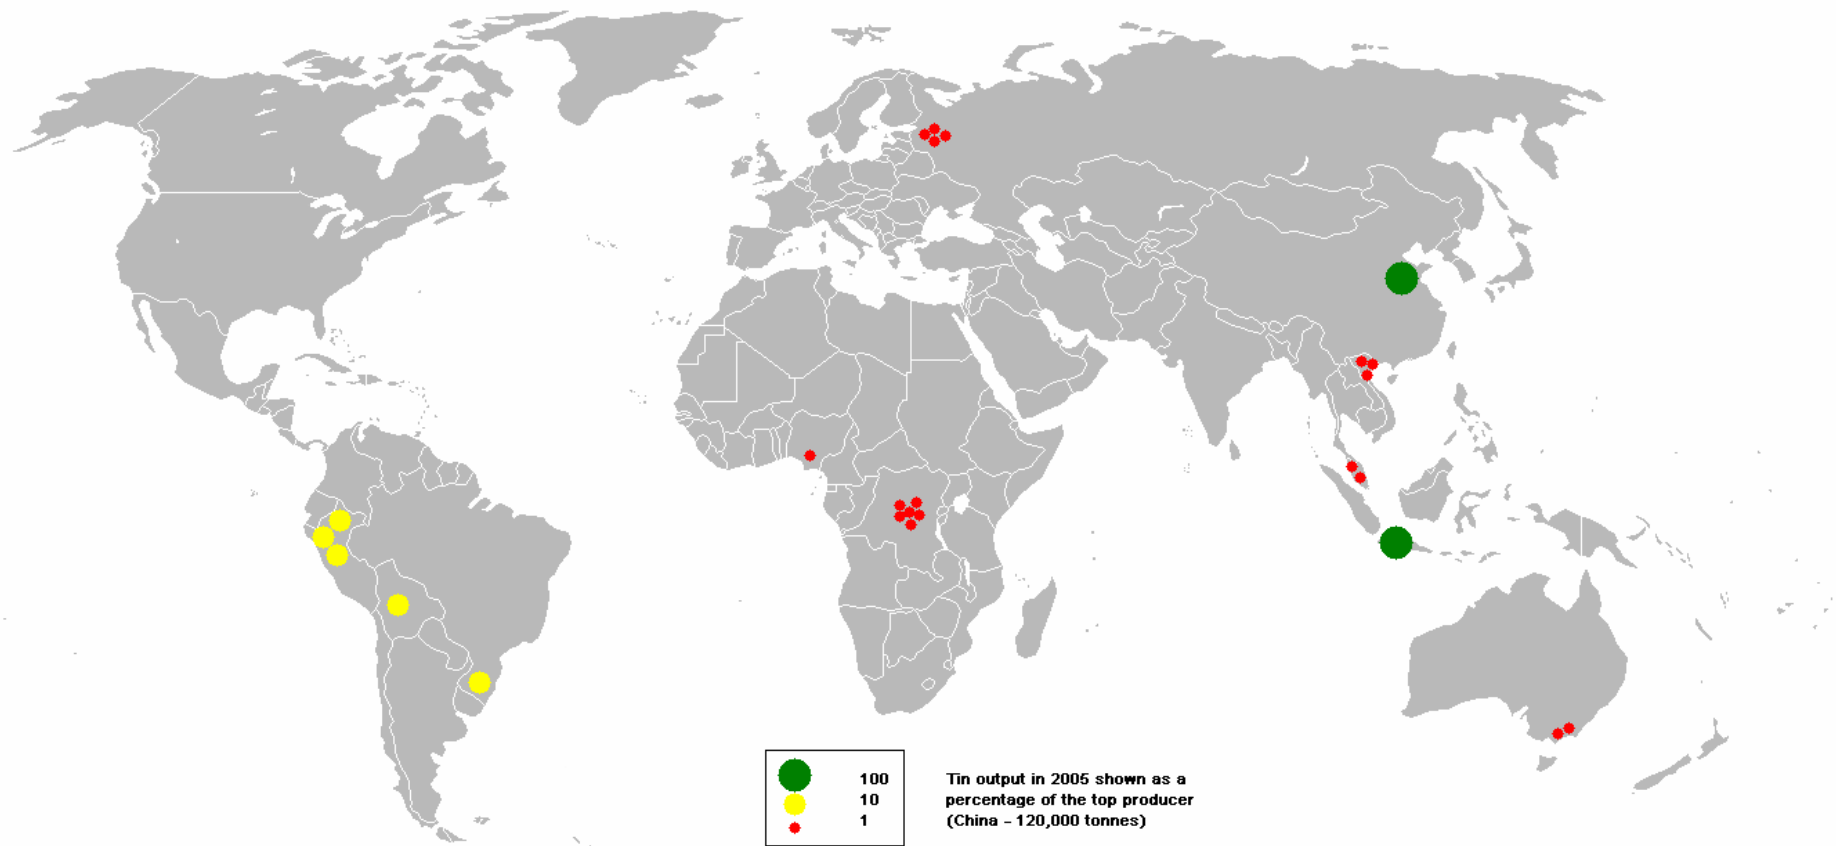 100
10
1
Tin output in 2005 shown as a
percentage of the top producer
(China - 120,000 tonnes)